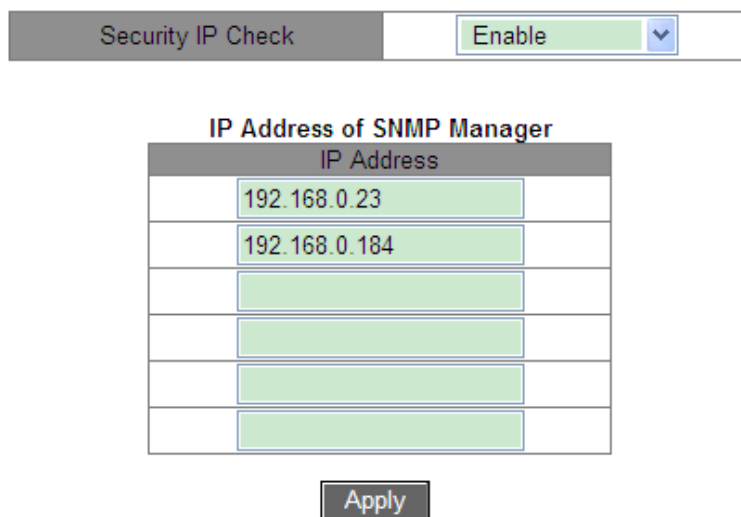 Security IP Check Enable
IP Address of SNMP Manager
IP Address
192.168.0.23
192.168.0.184
Apply